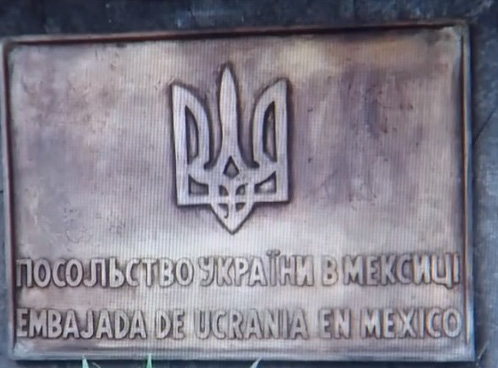 ПОСОЛЬСТВО УКРАЇНИ В МЕКСИЦІ
EMBAJADA DE UCRANIA EN MEXICO